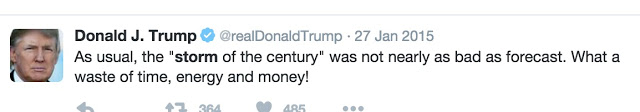 Donald J. Trump @realDonaldTrump · 27 Jan 2015
As usual, the "storm of the century" was not nearly as bad as forecast. What a
waste of time, energy and money!
364 485